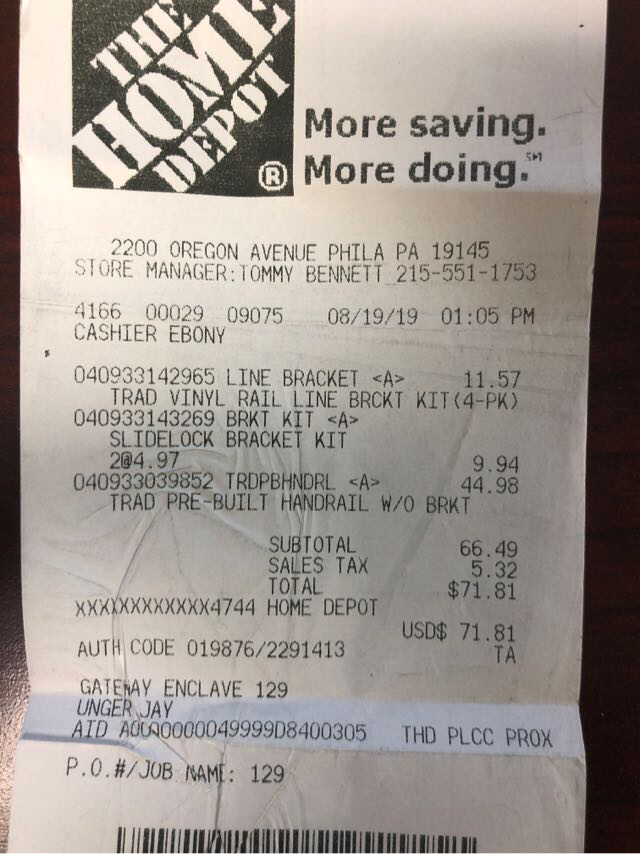 THE
HOME
DEPOT
®
More saving.
More doing.℠
2200 OREGON AVENUE PHILA PA 19145
STORE MANAGER:TOMMY BENNETT 215-551-1753
4166 00029 09075 08/19/19 01:05 PM
CASHIER EBONY
040933142965 LINE BRACKET <A> 11.57
TRAD VINYL RAIL LINE BRCKT KIT(4-PK)
040933143269 BRKT KIT <A>
SLIDELOCK BRACKET KIT
2@4.97 9.94
040933039852 TRDPBHNDRL <A> 44.98
TRAD PRE-BUILT HANDRAIL W/O BRKT
SUBTOTAL 66.49
SALES TAX 5.32
TOTAL $71.81
XXXXXXXXXXXX4744 HOME DEPOT
USD$ 71.81
AUTH CODE 019876/2291413 TA
GATEWAY ENCLAVE 129
UNGER JAY
AID A0000000049999D8400305 THD PLCC PROX
P.O.#/JOB NAME: 129